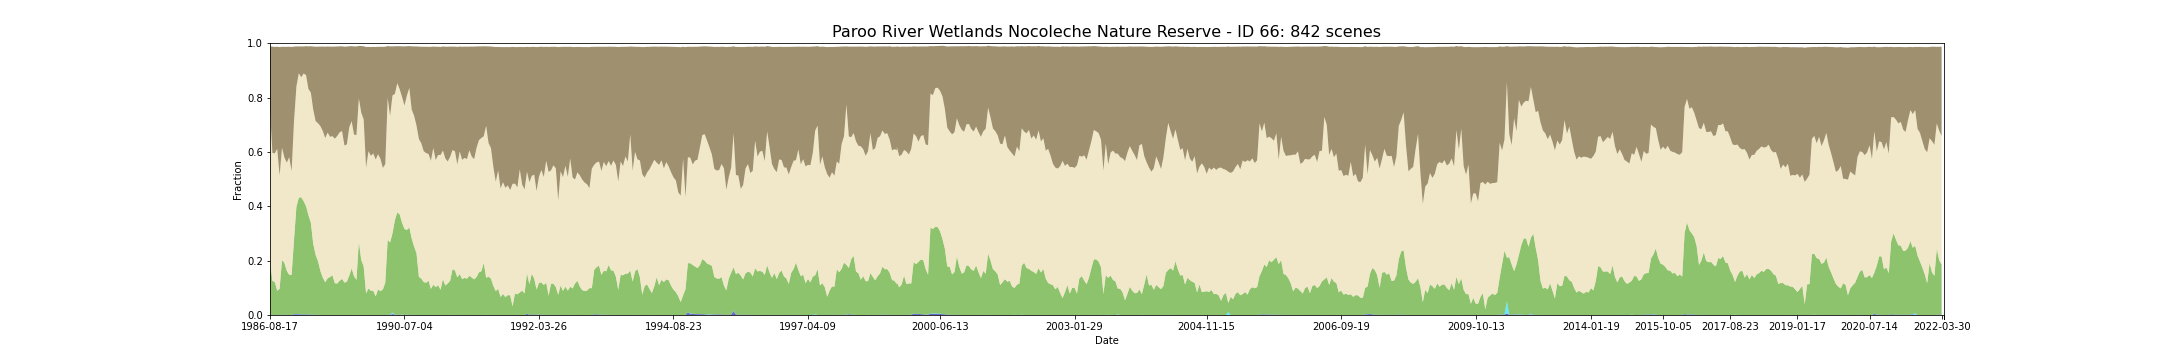 Paroo River Wetlands Nocoleche Nature Reserve - ID 66: 842 scenes
1.0
0.8
0.6
0.4
0.2
0.0
Fraction
1986-08-17 1990-07-04 1992-03-26 1994-08-23 1997-04-09 2000-06-13 2003-01-29 2004-11-15 2006-09-19 2009-10-13 2014-01-19 2015-10-05 2017-08-23 2019-01-17 2020-07-14 2022-03-30
Date